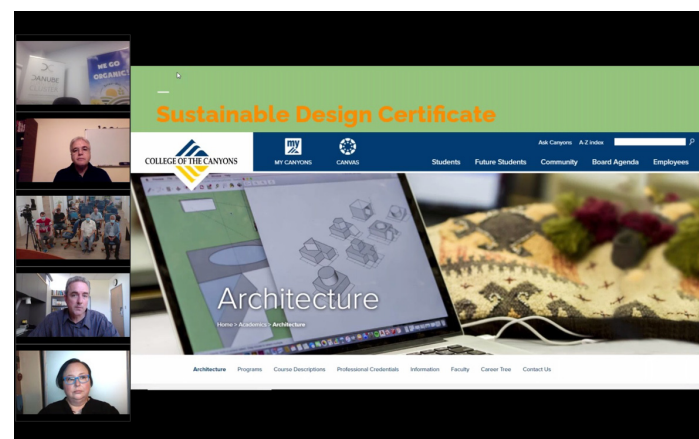 DANUBE
WE GO
ORGANIC!
Sustainable Design Certificate
COLLEGE OF THE CANYONS
my
MY CANYONS
CANVAS
Ask Canyons A-Z Index
Students Future Students Community Board Agenda Employees
Architecture
Home > Academics > Architecture
Architecture Programs Course Descriptions Professional Credentials Information Faculty Career Tree Contact Us